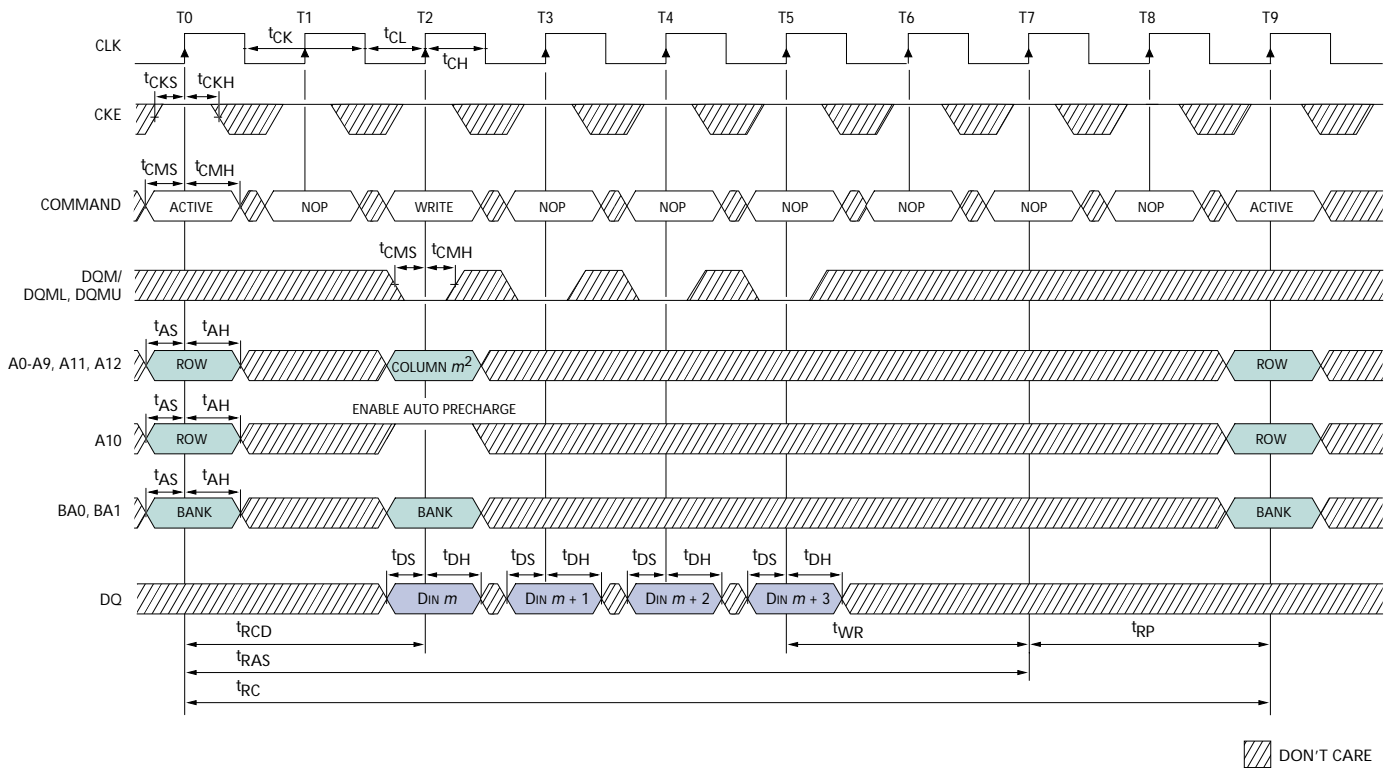 T0 T1 T2 T3 T4 T5 T6 T7 T8 T9
CLK tCK tCL tCH
tCKS tCKH
CKE
tCMS tCMH
COMMAND ACTIVE NOP WRITE NOP NOP NOP NOP NOP NOP ACTIVE
tCMS tCMH
DQM/
DQML, DQMU
tAS tAH
A0-A9, A11, A12 ROW COLUMN m2 ROW
tAS tAH ENABLE AUTO PRECHARGE
A10 ROW ROW
tAS tAH
BA0, BA1 BANK BANK BANK
tDS tDH tDS tDH tDS tDH tDS tDH
DQ DIN m DIN m + 1 DIN m + 2 DIN m + 3
tRCD tWR tRP
tRAS
tRC
DON'T CARE